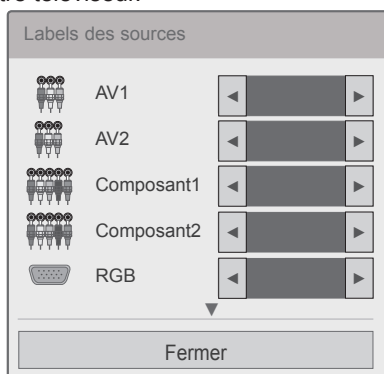 Labels des sources
AV1
AV2
Composant1
Composant2
RGB
Fermer